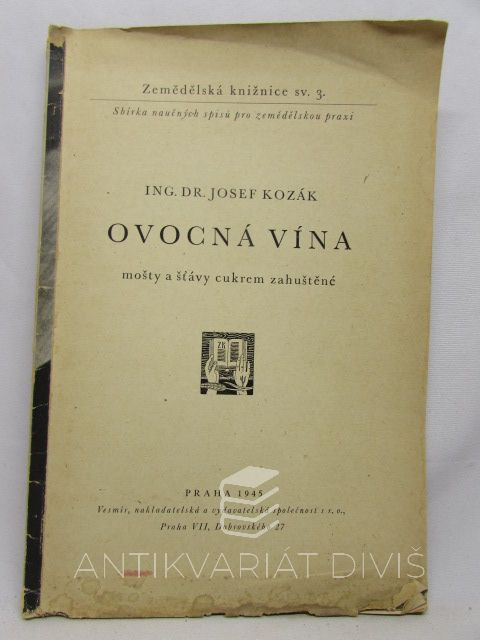 Zemědělská knižnice sv. 3.
Sbírka naučných spisů pro zemědělskou praxi
ING. DR. JOSEF KOZÁK
OVOCNÁ VÍNA
mošty a šťávy cukrem zahuštěné
ZK
PRAHA 1945
Vesmír, nakladatelská a vydavatelská společnost s r. o.,
Praha VII, Dobrovského 27
ANTIKVARIÁT DIVIŠ